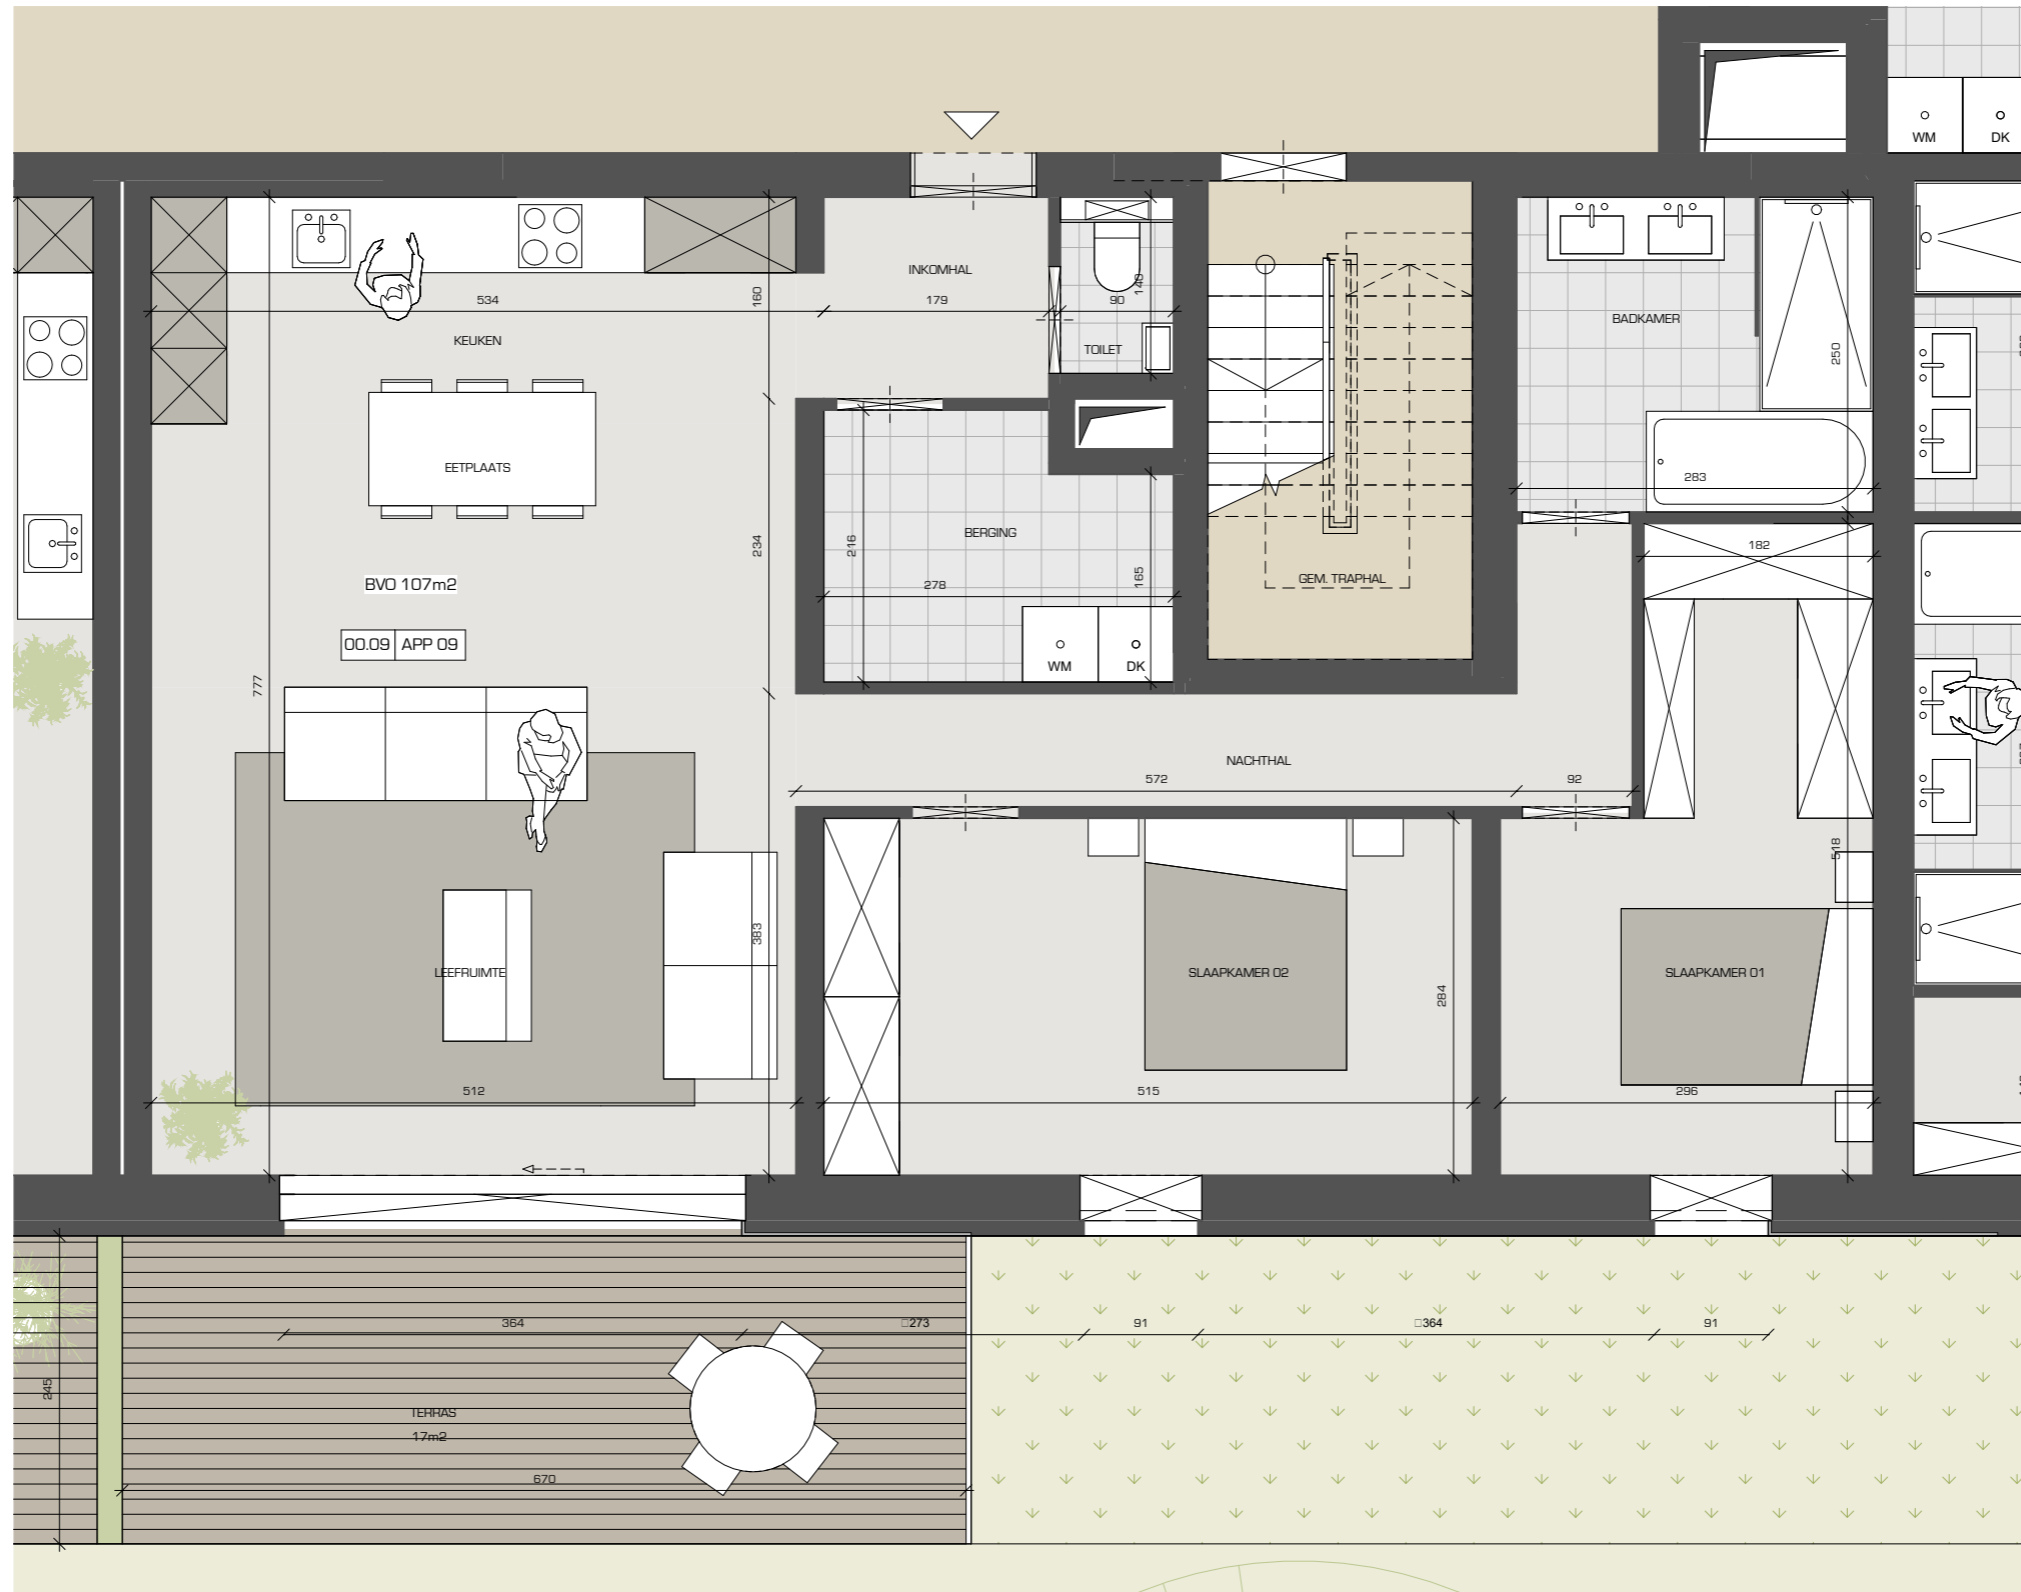 WM
DK
INKOMHAL
534
160
179
140
90
KEUKEN
TOILET
BADKAMER
250
EETPLAATS
283
BERGING
216
234
165
182
GEM. TRAPHAL
278
BVO 107m2
00.09
APP 09
WM
DK
777
NACHTHAL
572
92
518
383
LEEFRUIMTE
SLAAPKAMER 02
SLAAPKAMER 01
284
512
515
296
364
□273
91
□364
91
245
TERRAS
17m2
670